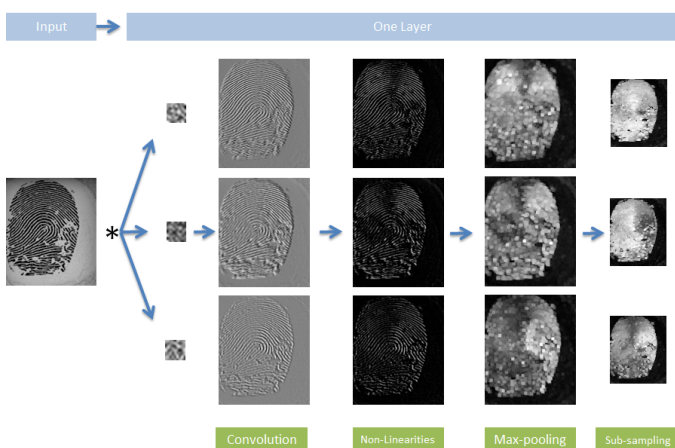 Input
One Layer
*
Convolution
Non-Linearities
Max-pooling
Sub-sampling